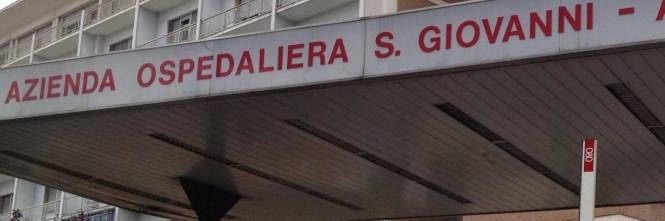 AZIENDA OSPEDALIERA S. GIOVANNI -